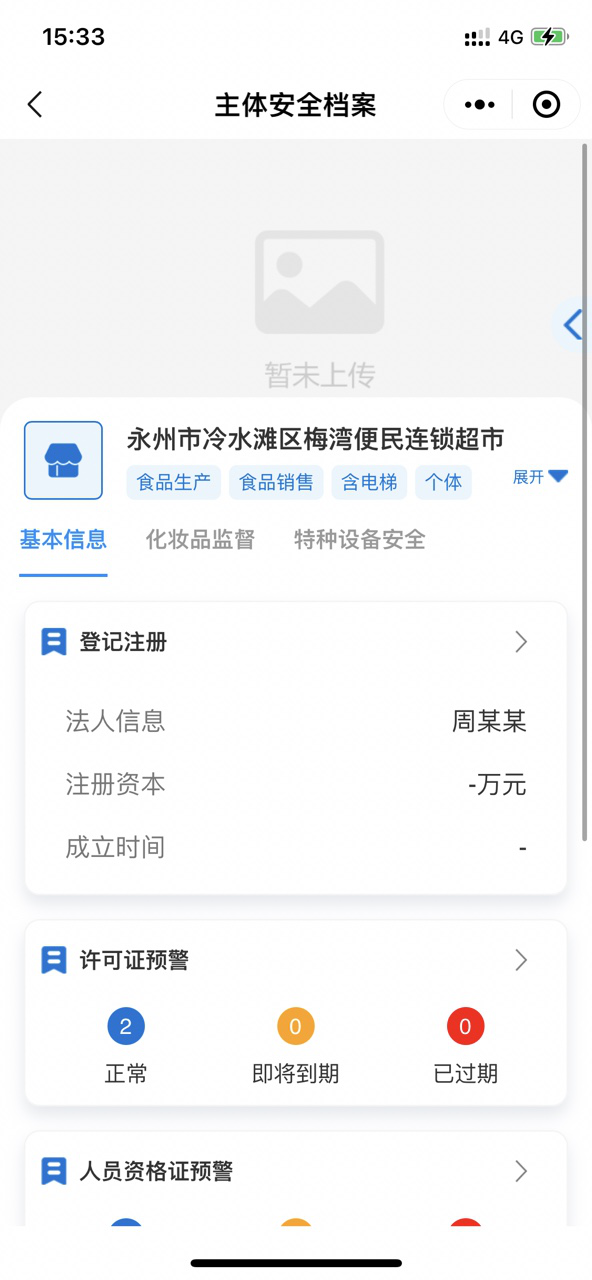 15:33
4G
主体安全档案
暂未上传
永州市冷水滩区梅湾便民连锁超市
食品生产 食品销售 含电梯 个体 展开
基本信息 化妆品监督 特种设备安全
登记注册
法人信息 周某某
注册资本 -万元
成立时间 -
许可证预警
2 0 0
正常 即将到期 已过期
人员资格证预警